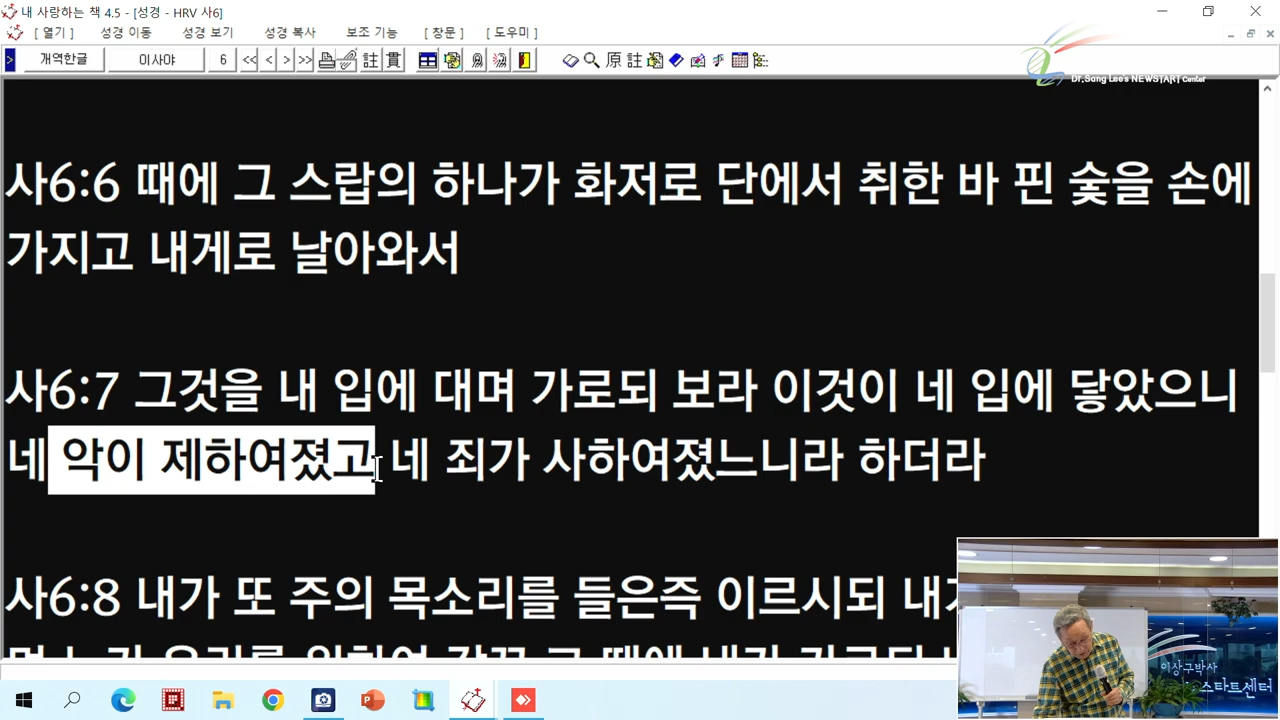 내 사랑하는 책 4.5 - [성경 - HRV 사6]
[ 열기 ] 성경 이동 성경 보기 성경 복사 보조 기능 [ 창문 ] [ 도우미 ]
> 개역한글 이사야 6 << < > >> 註 貫 原 註
Dr.Sang Lee's NEWSTART Center
사6:6 때에 그 스랍의 하나가 화저로 단에서 취한 바 핀 숯을 손에
가지고 내게로 날아와서
사6:7 그것을 내 입에 대며 가로되 보라 이것이 네 입에 닿았으니
네 악이 제하여졌고 네 죄가 사하여졌느니라 하더라
사6:8 내가 또 주의 목소리를 들은즉 이르시되
이상구박사
스타트센터